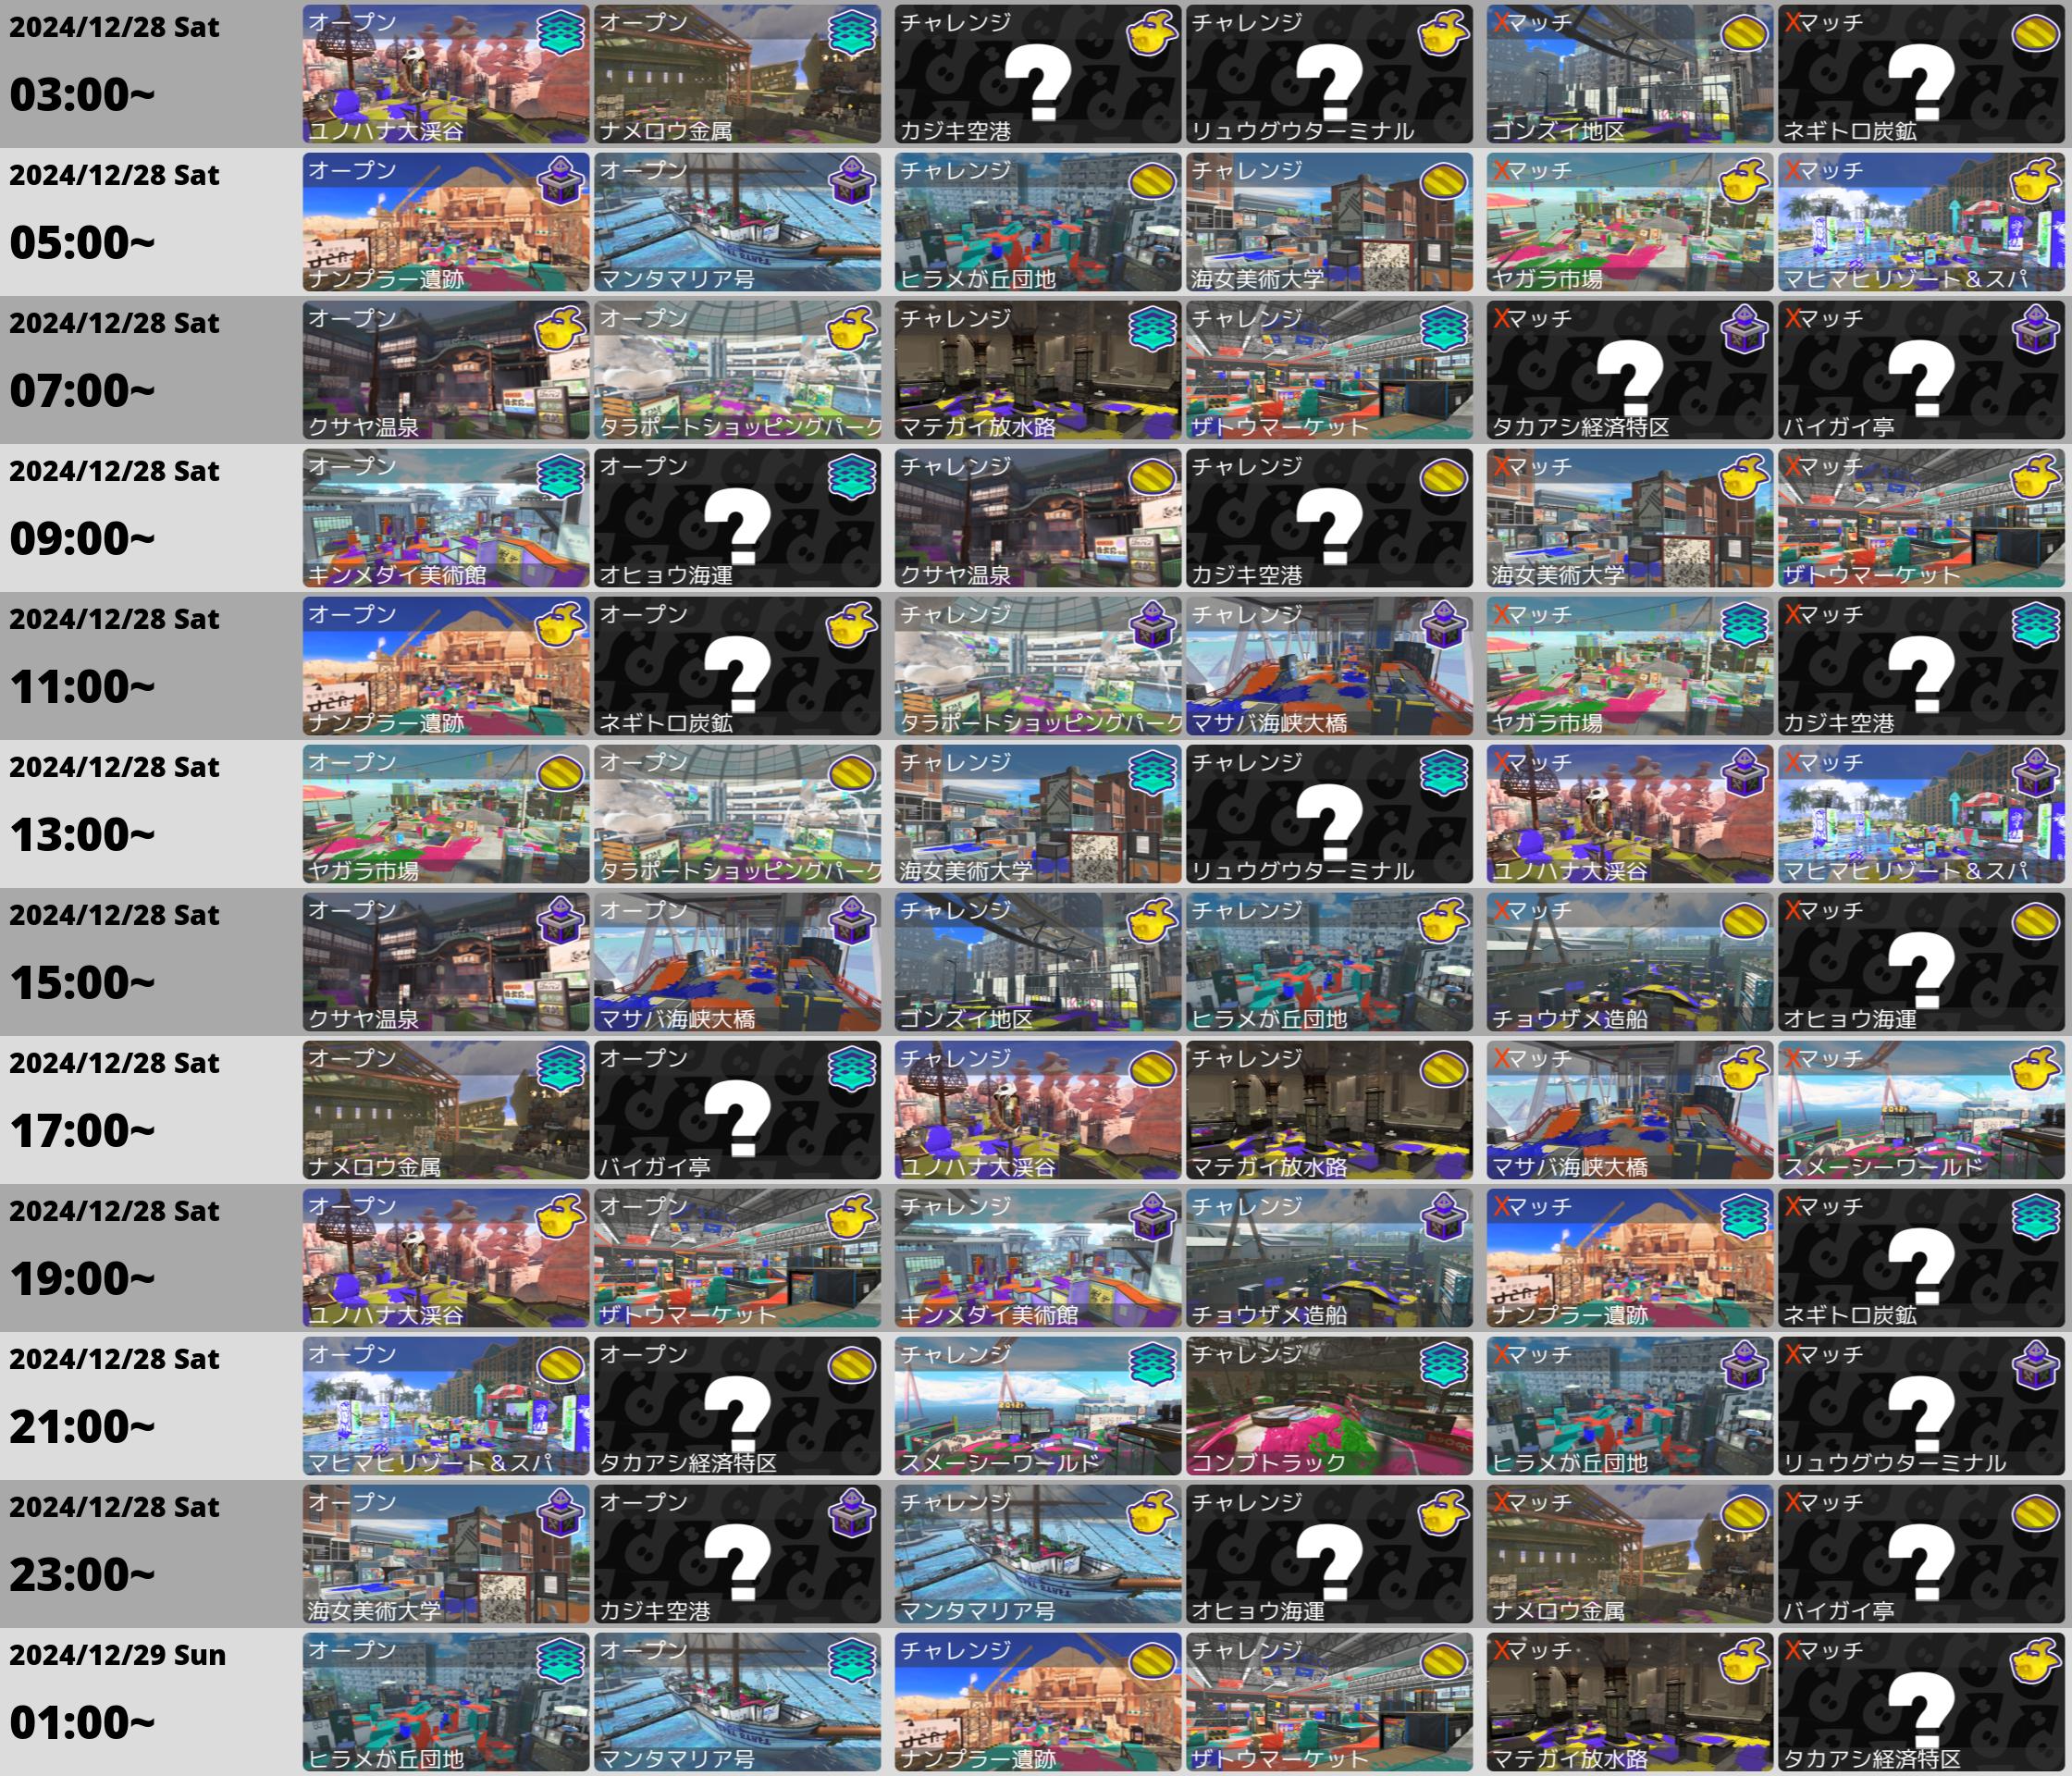 2024/12/28 Sat
03:00~
オープン
ユノハナ大渓谷
オープン
ナメロウ金属
チャレンジ
カジキ空港
チャレンジ
リュウグウターミナル
Xマッチ
ゴンズイ地区
Xマッチ
ネギトロ炭鉱
2024/12/28 Sat
05:00~
オープン
ナンプラー遺跡
オープン
マンタマリア号
チャレンジ
ヒラメが丘団地
チャレンジ
海女美術大学
Xマッチ
ヤガラ市場
Xマッチ
マヒマヒリゾート＆スパ
2024/12/28 Sat
07:00~
オープン
クサヤ温泉
オープン
タラポートショッピングパーク
チャレンジ
マテガイ放水路
チャレンジ
ザトウマーケット
Xマッチ
タカアシ経済特区
Xマッチ
バイガイ亭
2024/12/28 Sat
09:00~
オープン
キンメダイ美術館
オープン
オヒョウ海運
チャレンジ
クサヤ温泉
チャレンジ
カジキ空港
Xマッチ
海女美術大学
Xマッチ
ザトウマーケット
2024/12/28 Sat
11:00~
オープン
ナンプラー遺跡
オープン
ネギトロ炭鉱
チャレンジ
タラポートショッピングパーク
チャレンジ
マサバ海峡大橋
Xマッチ
ヤガラ市場
Xマッチ
カジキ空港
2024/12/28 Sat
13:00~
オープン
ヤガラ市場
オープン
タラポートショッピングパーク
チャレンジ
海女美術大学
チャレンジ
リュウグウターミナル
Xマッチ
ユノハナ大渓谷
Xマッチ
マヒマヒリゾート＆スパ
2024/12/28 Sat
15:00~
オープン
クサヤ温泉
オープン
マサバ海峡大橋
チャレンジ
ゴンズイ地区
チャレンジ
ヒラメが丘団地
Xマッチ
チョウザメ造船
Xマッチ
オヒョウ海運
2024/12/28 Sat
17:00~
オープン
ナメロウ金属
オープン
バイガイ亭
チャレンジ
ユノハナ大渓谷
チャレンジ
マテガイ放水路
Xマッチ
マサバ海峡大橋
Xマッチ
スメーシーワールド
2024/12/28 Sat
19:00~
オープン
ユノハナ大渓谷
オープン
ザトウマーケット
チャレンジ
キンメダイ美術館
チャレンジ
チョウザメ造船
Xマッチ
ナンプラー遺跡
Xマッチ
ネギトロ炭鉱
2024/12/28 Sat
21:00~
オープン
マヒマヒリゾート＆スパ
オープン
タカアシ経済特区
チャレンジ
スメーシーワールド
チャレンジ
コンブトラック
Xマッチ
ヒラメが丘団地
Xマッチ
リュウグウターミナル
2024/12/28 Sat
23:00~
オープン
海女美術大学
オープン
カジキ空港
チャレンジ
マンタマリア号
チャレンジ
オヒョウ海運
Xマッチ
ナメロウ金属
Xマッチ
バイガイ亭
2024/12/29 Sun
01:00~
オープン
ヒラメが丘団地
オープン
マンタマリア号
チャレンジ
ナンプラー遺跡
チャレンジ
ザトウマーケット
Xマッチ
マテガイ放水路
Xマッチ
タカアシ経済特区